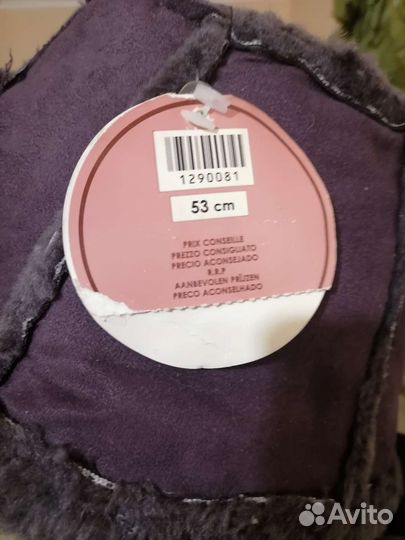 1290081
53 cm
PRIX CONSEILLE
PREZZO CONSIGLIATO
PRECIO ACONSEJADO
R.R.P
AANBEVOLEN PRIJZEN
PRECO ACONSELHADO
Avito